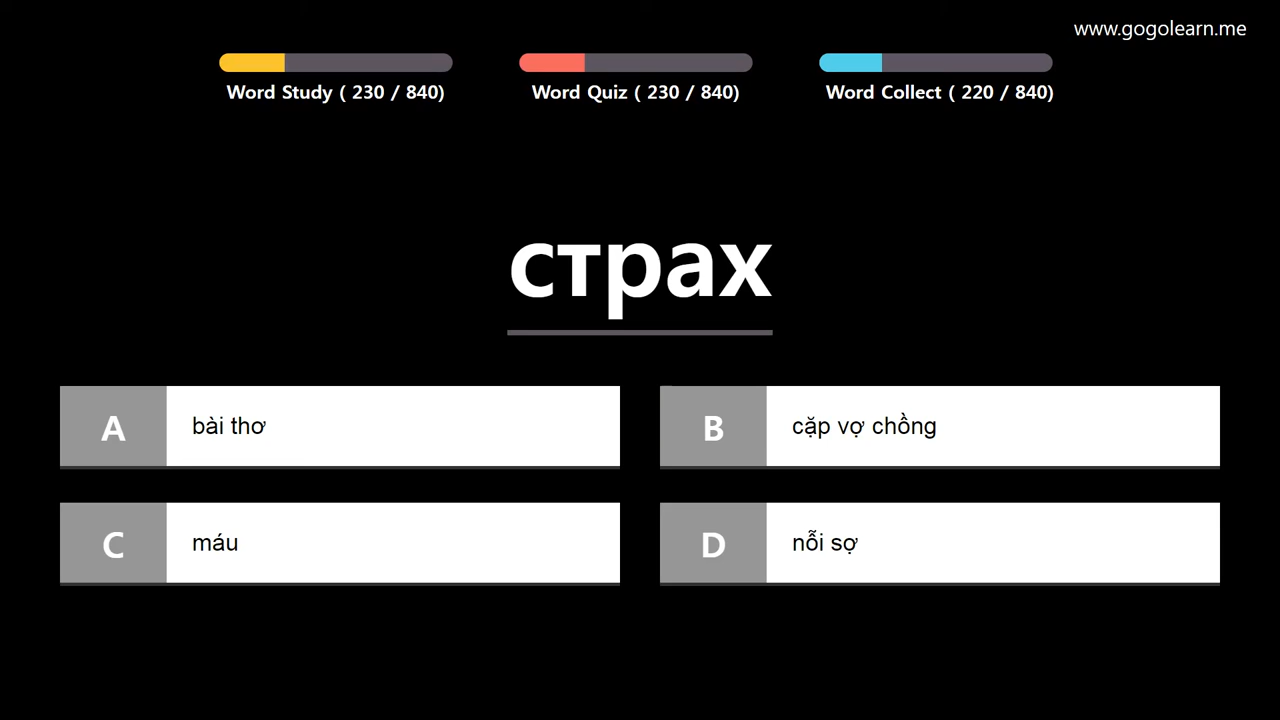 www.gogolearn.me
Word Study ( 230 / 840)
Word Quiz ( 230 / 840)
Word Collect ( 220 / 840)
страх
A bài thơ
B cặp vợ chồng
C máu
D nỗi sợ